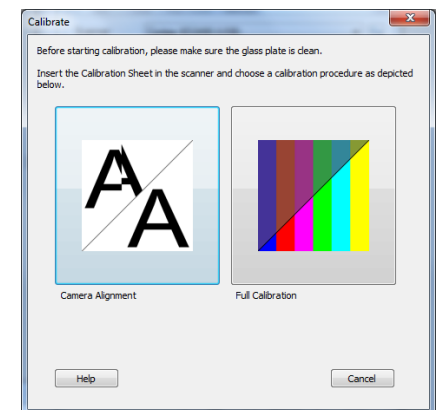 Calibrate
Before starting calibration, please make sure the glass plate is clean.
Insert the Calibration Sheet in the scanner and choose a calibration procedure as depicted
below.
A
A
Camera Alignment
Full Calibration
Help
Cancel